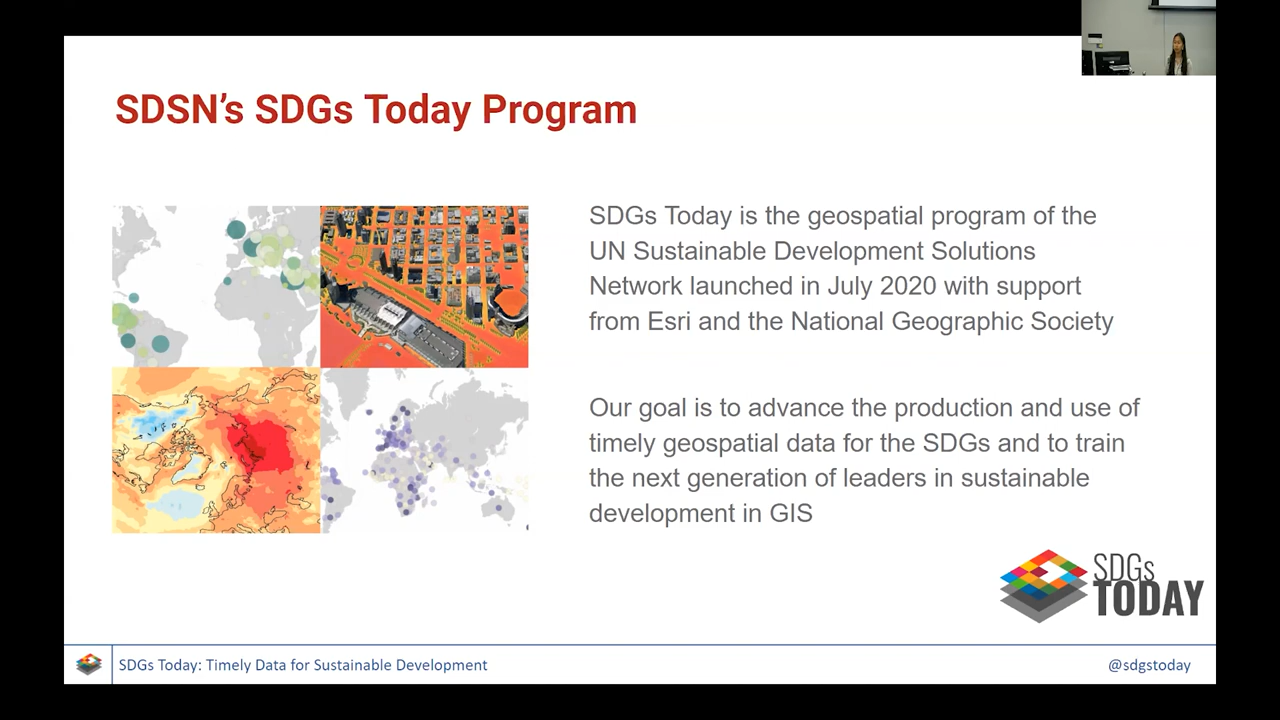 SDSN’s SDGs Today Program
SDGs Today is the geospatial program of the
UN Sustainable Development Solutions
Network launched in July 2020 with support
from Esri and the National Geographic Society
Our goal is to advance the production and use of
timely geospatial data for the SDGs and to train
the next generation of leaders in sustainable
development in GIS
SDGs
TODAY
SDGs Today: Timely Data for Sustainable Development
@sdgstoday